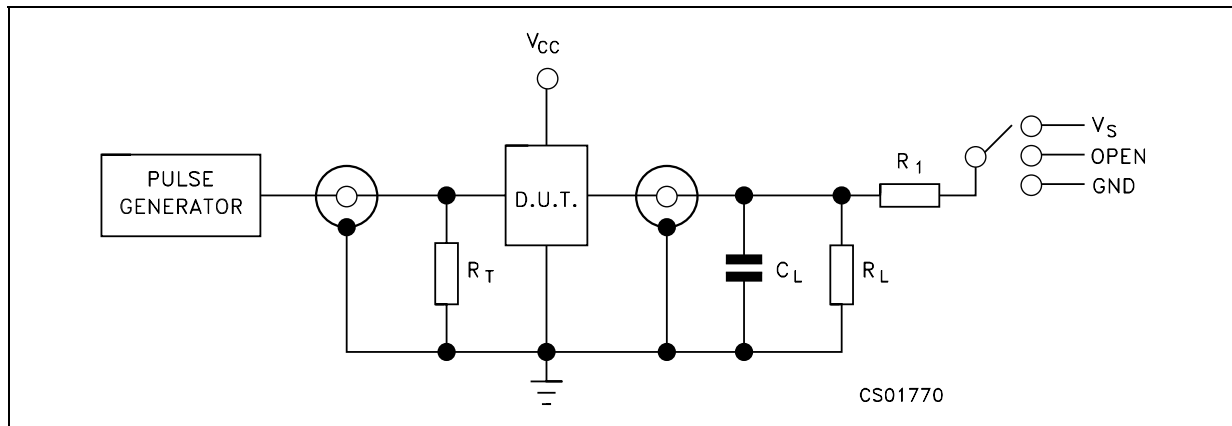 VCC
PULSE
GENERATOR
D.U.T.
RT
CL
RL
R1
VS
OPEN
GND
CS01770